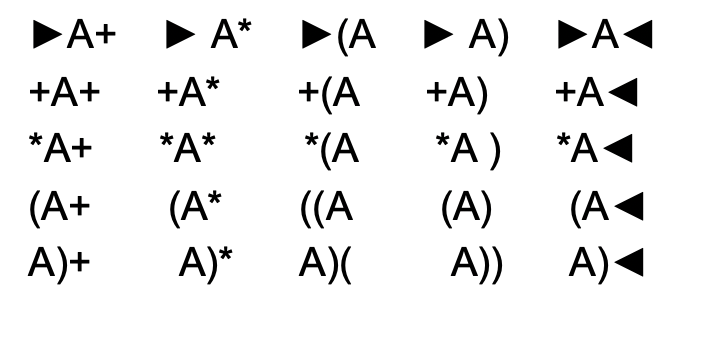 ►A+ ► A* ►(A ► A) ►A◄
+A+ +A* +(A +A) +A◄
*A+ *A* *(A *A ) *A◄
(A+ (A* ((A (A) (A◄
A)+ A)* A)( A)) A)◄